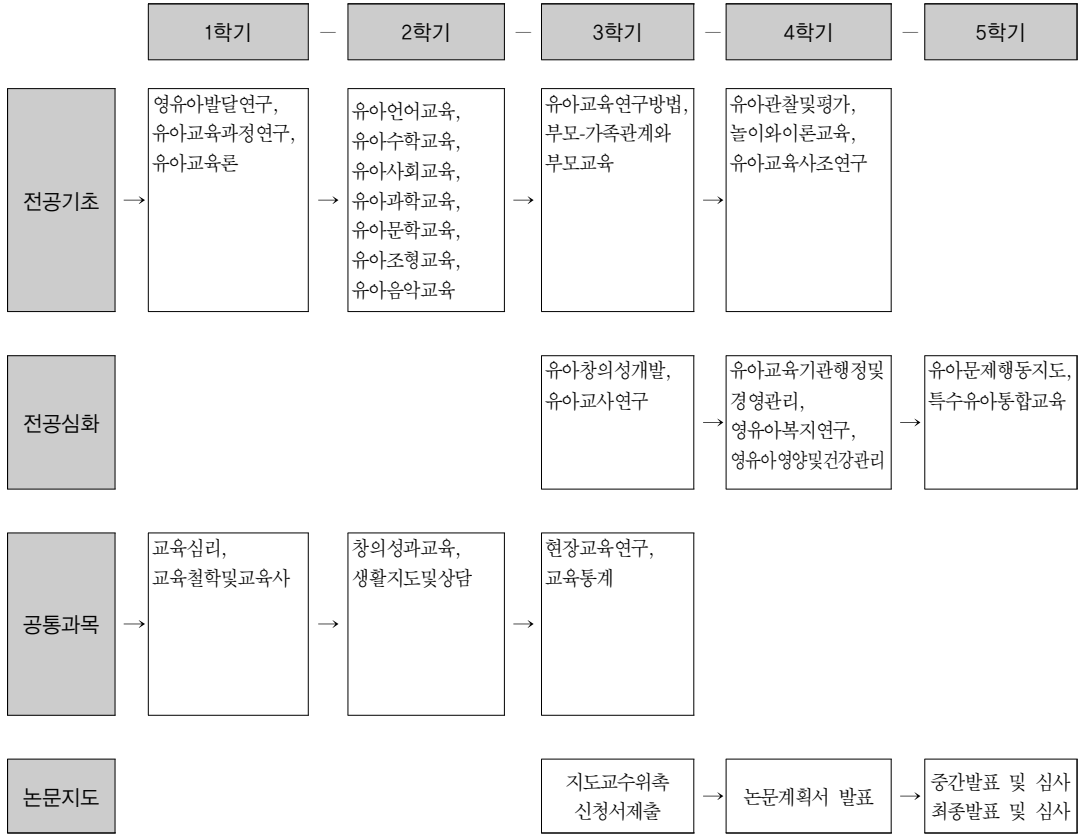 1학기 － 2학기 － 3학기 － 4학기 － 5학기
전공기초
→
영유아발달연구,
유아교육과정연구,
유아교육론
→
유아언어교육,
유아수학교육,
유아사회교육,
유아과학교육,
유아문학교육,
유아조형교육,
유아음악교육
→
유아교육연구방법,
부모-가족관계와
부모교육
→
유아관찰및평가,
놀이와이론교육,
유아교육사조연구
전공심화
유아창의성개발,
유아교사연구
→
유아교육기관행정및
경영관리,
영유아복지연구,
영유아영양및건강관리
→
유아문제행동지도,
특수유아통합교육
공통과목
→
교육심리,
교육철학및교육사
→
창의성과교육,
생활지도및상담
→
현장교육연구,
교육통계
논문지도
지도교수위촉
신청서제출
→
논문계획서 발표
→
중간발표 및 심사
최종발표 및 심사